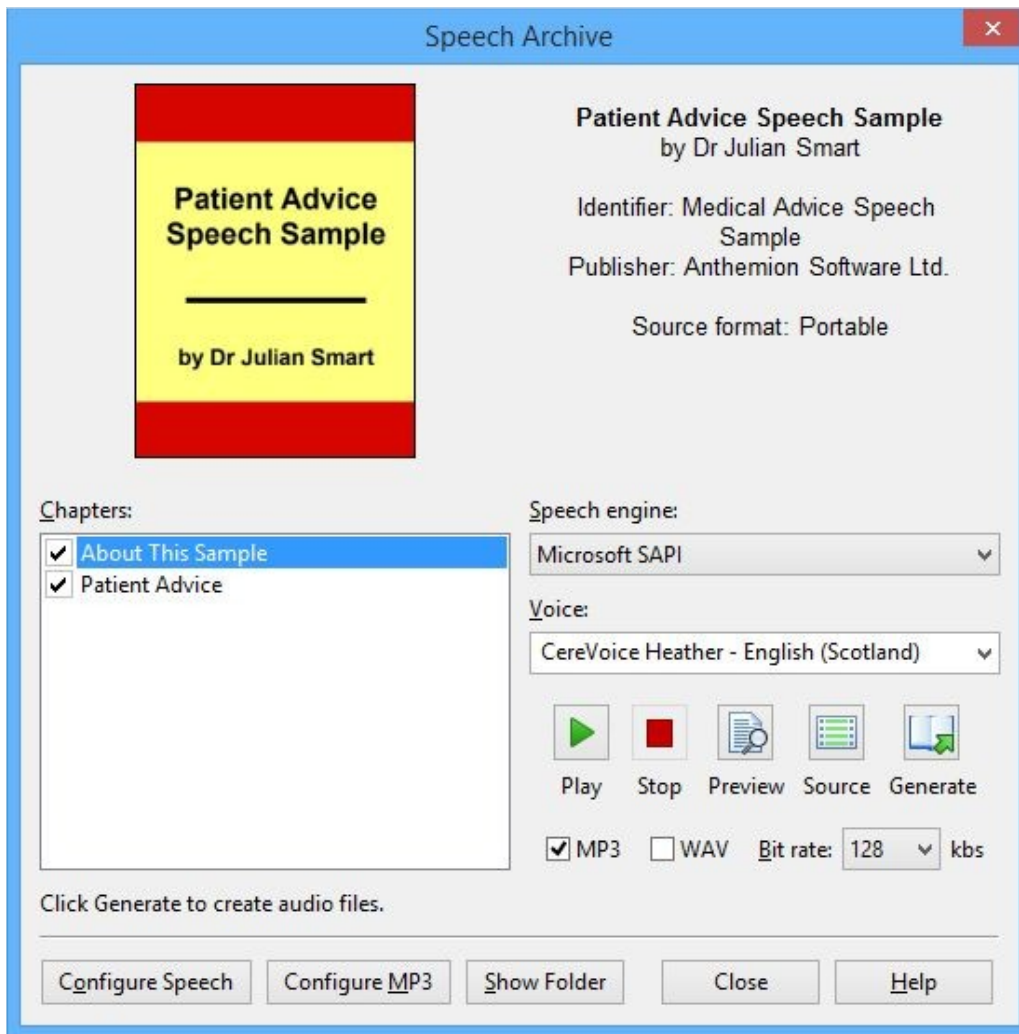 Speech Archive
Patient Advice
Speech Sample
by Dr Julian Smart
Patient Advice Speech Sample
by Dr Julian Smart
Identifier: Medical Advice Speech
Sample
Publisher: Anthemion Software Ltd.
Source format: Portable
Chapters:
About This Sample
Patient Advice
Speech engine:
Microsoft SAPI
Voice:
CereVoice Heather - English (Scotland)
Play Stop Preview Source Generate
MP3 WAV Bit rate: 128 kbs
Click Generate to create audio files.
Configure Speech Configure MP3 Show Folder Close Help